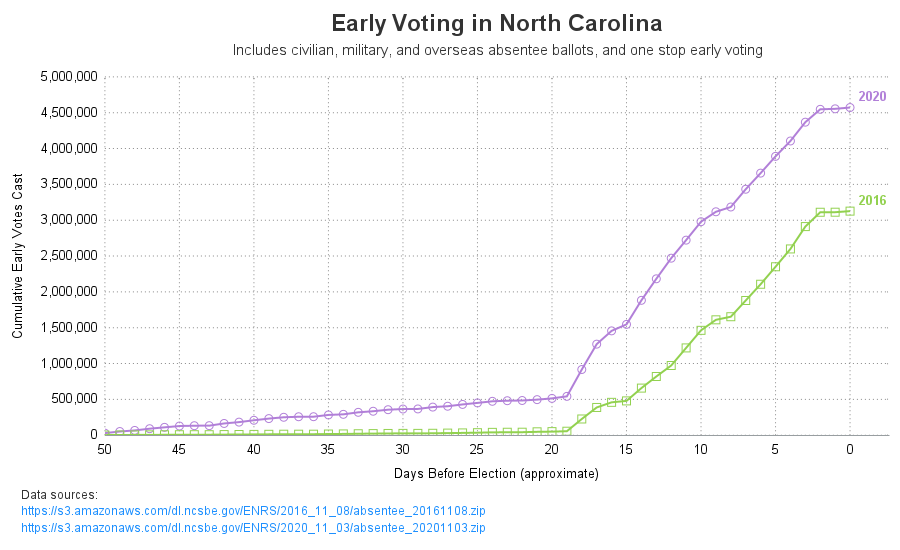 Early Voting in North Carolina
Includes civilian, military, and overseas absentee ballots, and one stop early voting
5,000,000
4,500,000
4,000,000
3,500,000
3,000,000
2,500,000
2,000,000
1,500,000
1,000,000
500,000
0
Cumulative Early Votes Cast
2020
2016
50 45 40 35 30 25 20 15 10 5 0
Days Before Election (approximate)
Data sources:
https://s3.amazonaws.com/dl.ncsbe.gov/ENRS/2016_11_08/absentee_20161108.zip
https://s3.amazonaws.com/dl.ncsbe.gov/ENRS/2020_11_03/absentee_20201103.zip